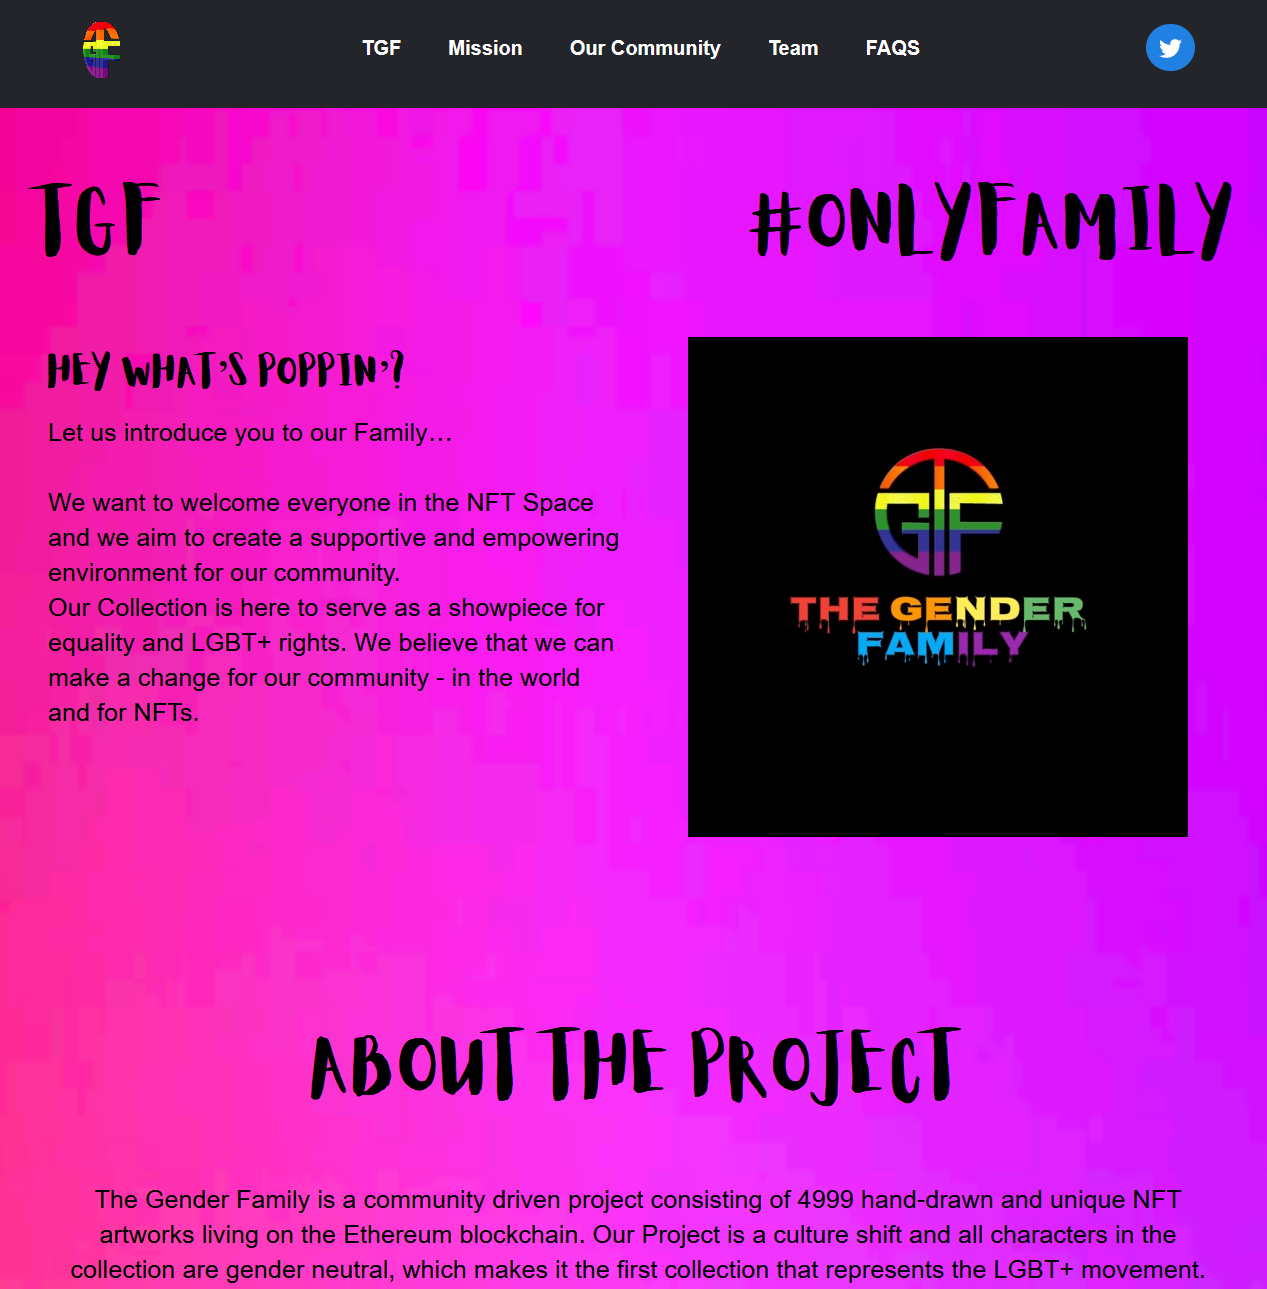 TGF Mission Our Community Team FAQS
TGF
#ONLYFAMILY
HEY WHAT'S POPPIN'?
Let us introduce you to our Family…
We want to welcome everyone in the NFT Space
and we aim to create a supportive and empowering
environment for our community.
Our Collection is here to serve as a showpiece for
equality and LGBT+ rights. We believe that we can
make a change for our community - in the world
and for NFTs.
TGF
THE GENDER
FAMILY
ABOUT THE PROJECT
The Gender Family is a community driven project consisting of 4999 hand-drawn and unique NFT
artworks living on the Ethereum blockchain. Our Project is a culture shift and all characters in the
collection are gender neutral, which makes it the first collection that represents the LGBT+ movement.